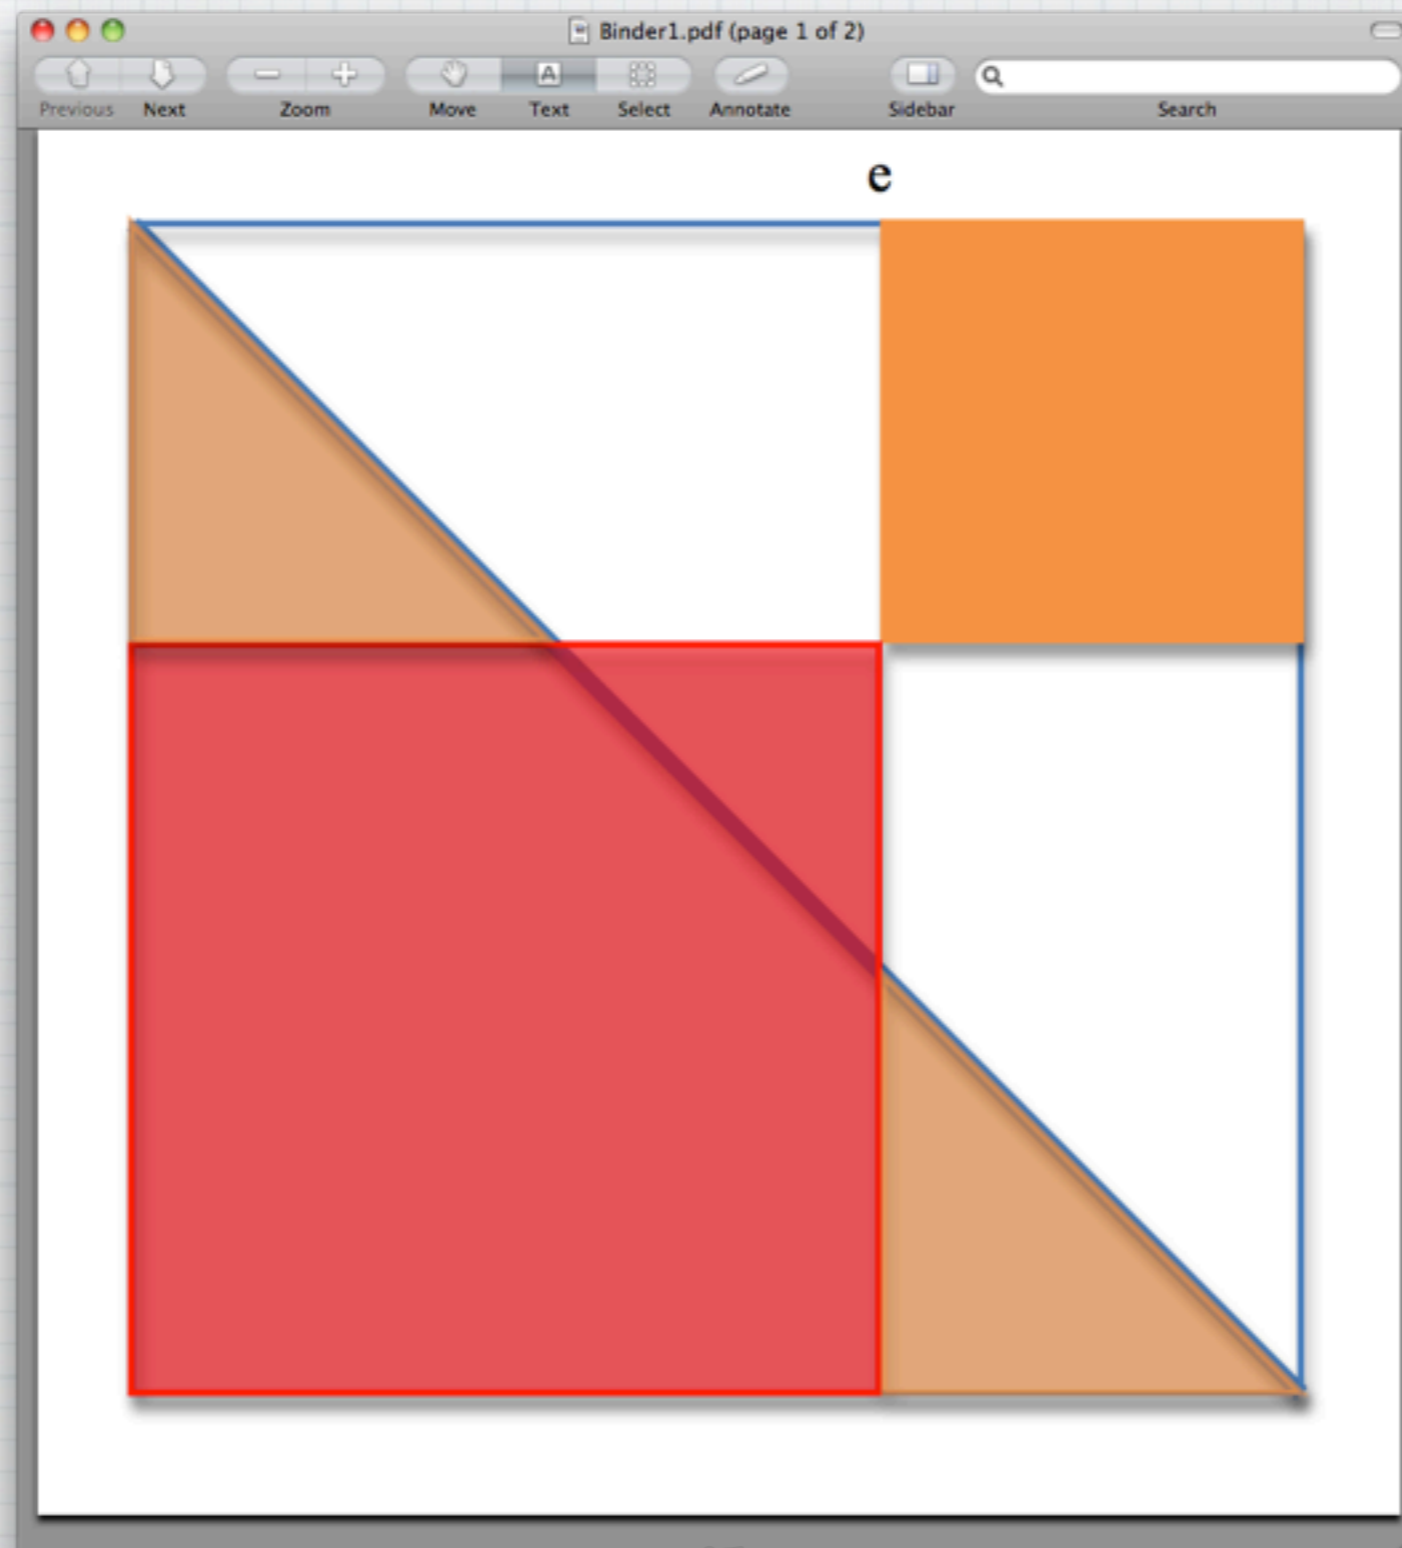 Binder1.pdf (page 1 of 2)
Previous Next Zoom Move Text Select Annotate Sidebar Search
e